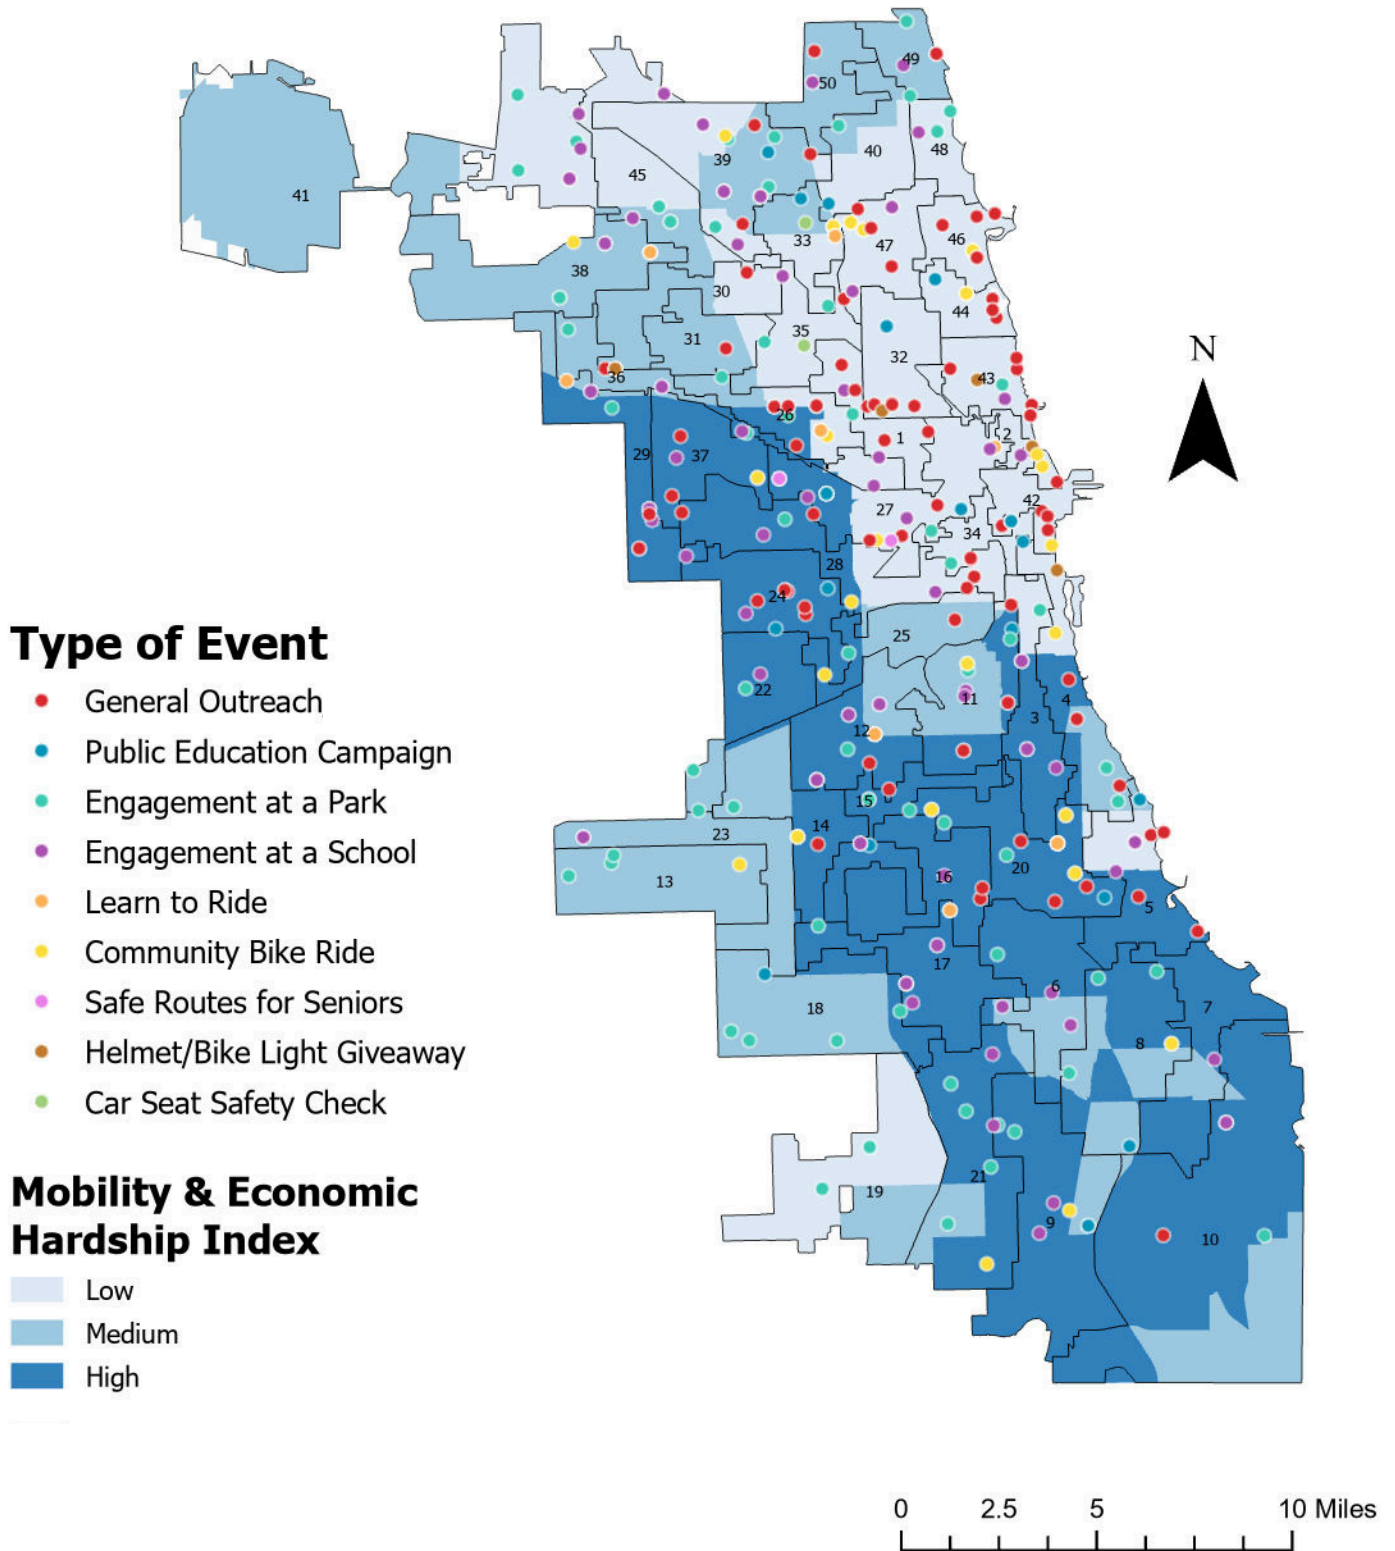 49
50
39
40
48
45
41
33
47
46
38
30
44
35
31
32
N
36
43
26
1
2
29
37
42
27
34
28
24
25
Type of Event
General Outreach
Public Education Campaign
Engagement at a Park
Engagement at a School
Learn to Ride
Community Bike Ride
Safe Routes for Seniors
Helmet/Bike Light Giveaway
Car Seat Safety Check
22
11
4
3
12
15
14
23
13
20
16
5
17
6
18
7
8
21
19
9
10
Mobility & Economic
Hardship Index
Low
Medium
High
0 2.5 5 10 Miles